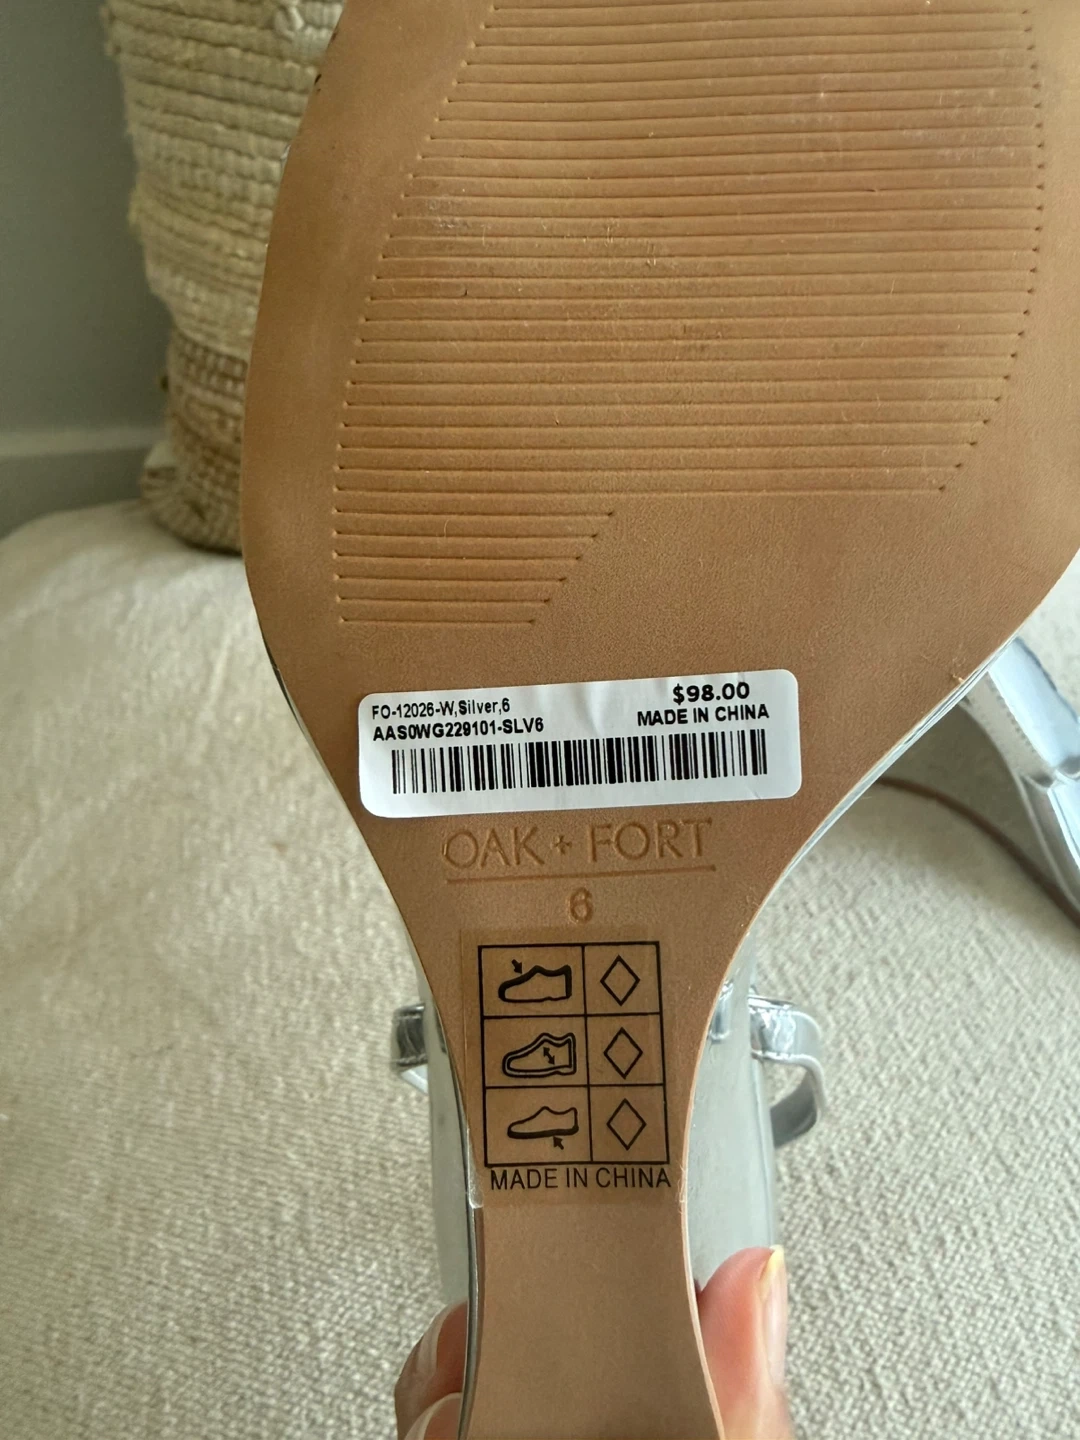 FO-12026-W,Silver,6
$98.00
AAS0WG229101-SLV6
MADE IN CHINA
OAK + FORT
6
MADE IN CHINA